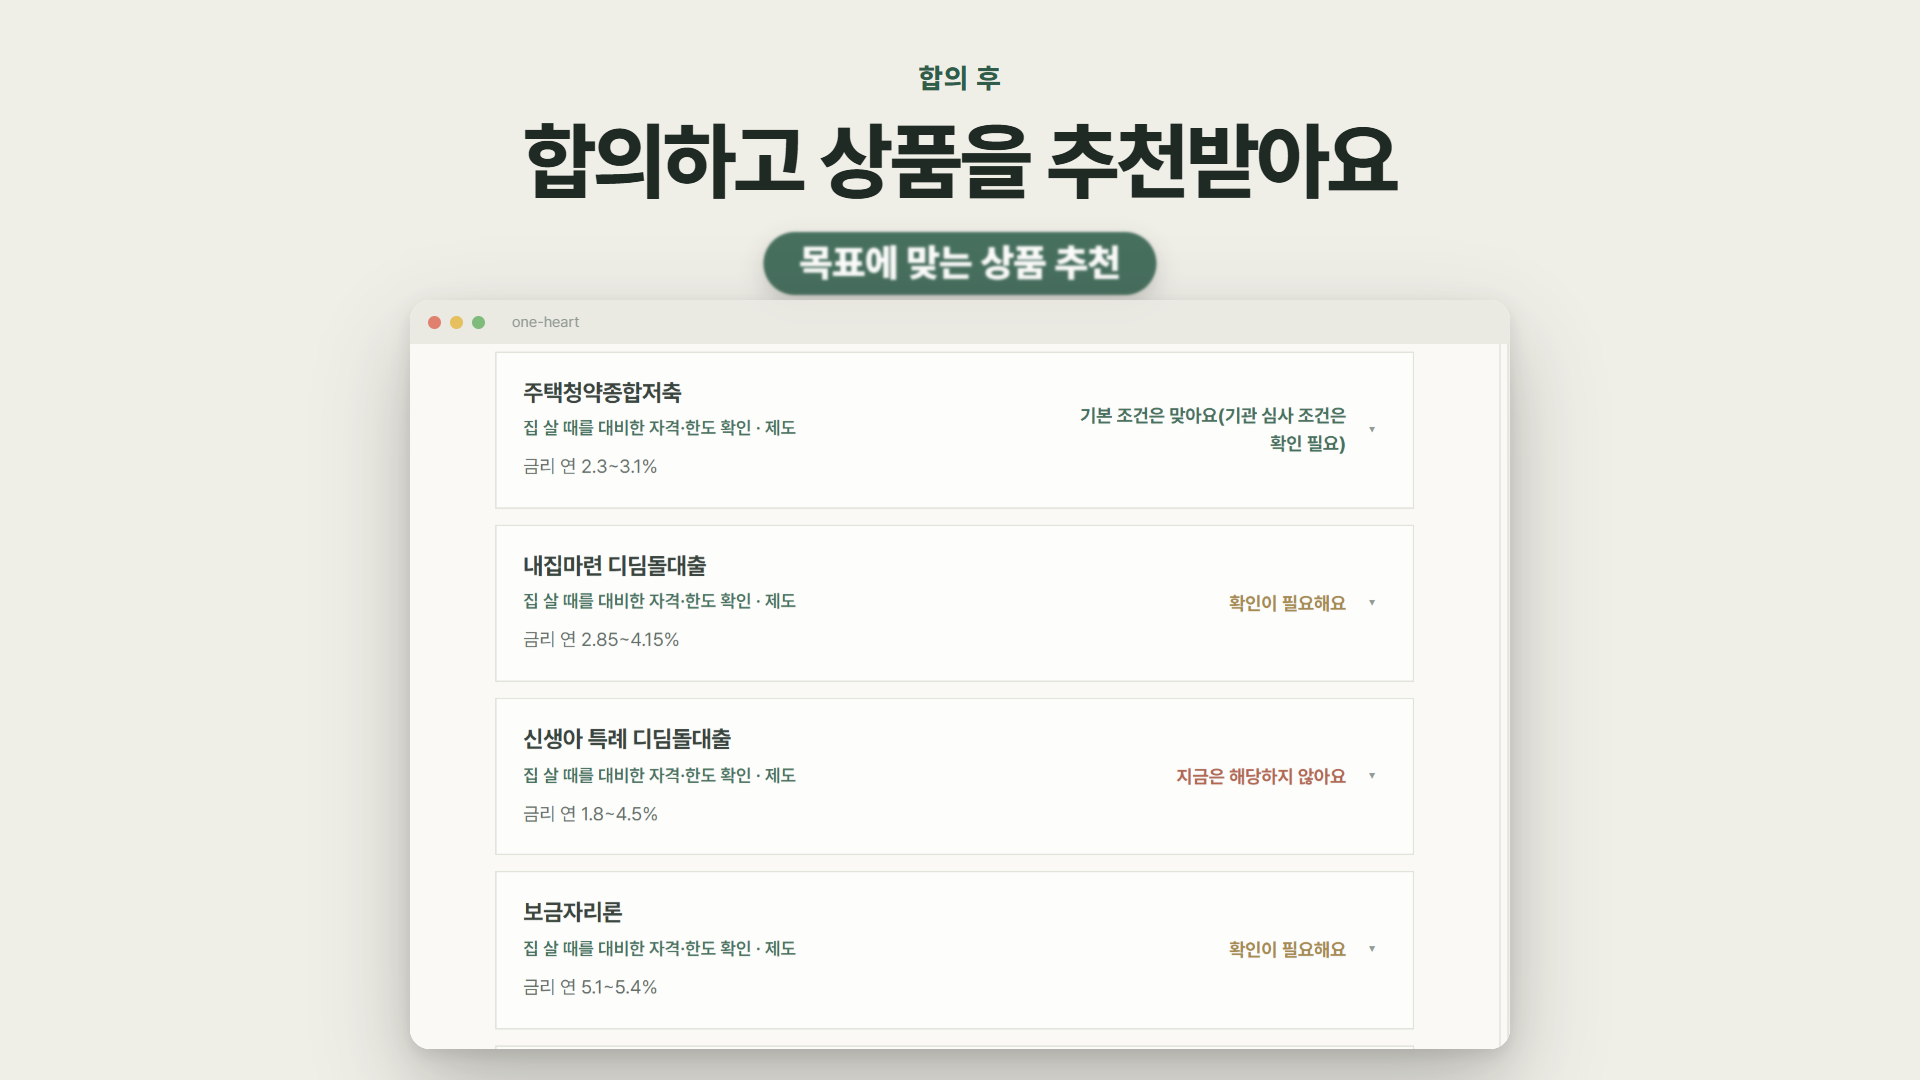 합의 후
합의하고 상품을 추천받아요
목표에 맞는 상품 추천
one-heart
주택청약종합저축
집 살 때를 대비한 자격·한도 확인 · 제도
금리 연 2.3~3.1%
기본 조건은 맞아요(기관 심사 조건은
확인 필요)
▾
내집마련 디딤돌대출
집 살 때를 대비한 자격·한도 확인 · 제도
금리 연 2.85~4.15%
확인이 필요해요
▾
신생아 특례 디딤돌대출
집 살 때를 대비한 자격·한도 확인 · 제도
금리 연 1.8~4.5%
지금은 해당하지 않아요
▾
보금자리론
집 살 때를 대비한 자격·한도 확인 · 제도
금리 연 5.1~5.4%
확인이 필요해요
▾